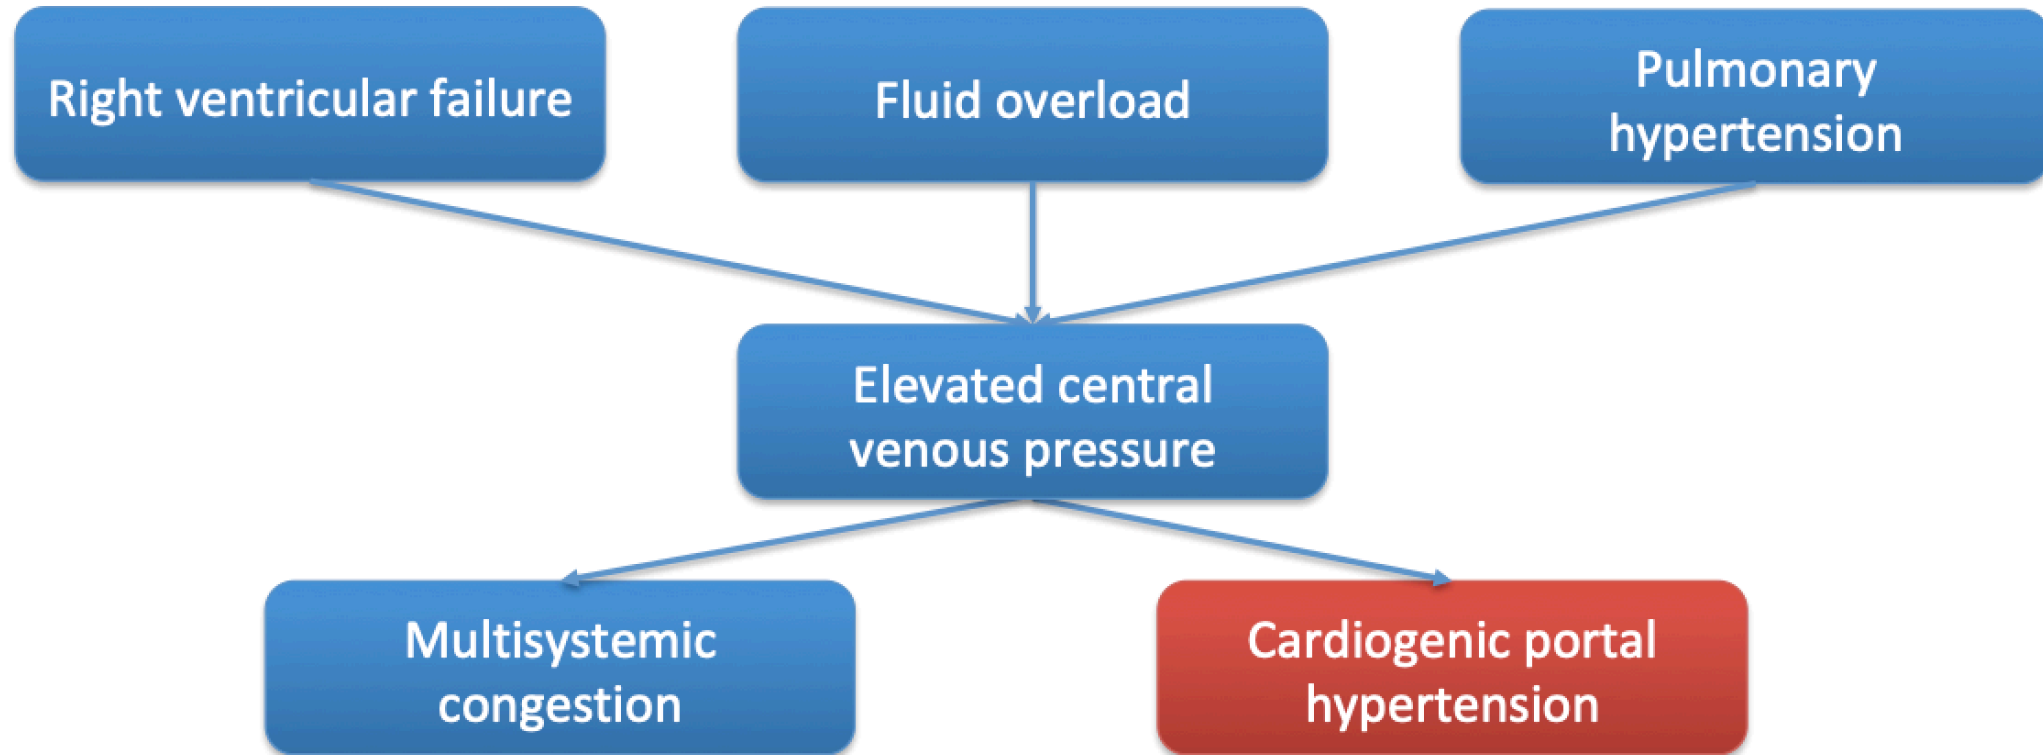 Right ventricular failure
Fluid overload
Pulmonary
hypertension
Elevated central
venous pressure
Multisystemic
congestion
Cardiogenic portal
hypertension